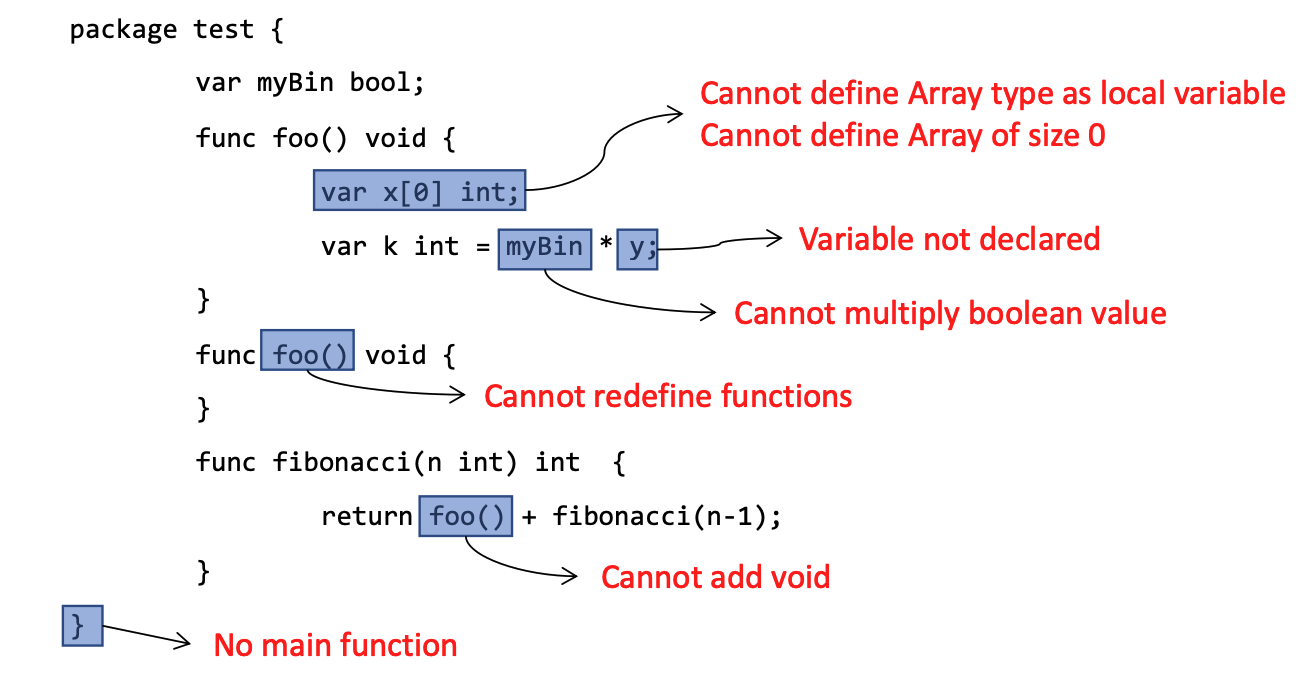 package test {
var myBin bool;
Cannot define Array type as local variable
func foo() void {
Cannot define Array of size 0
var x[0] int;
var k int = myBin * y;
Variable not declared
}
Cannot multiply boolean value
func foo() void {
Cannot redefine functions
}
func fibonacci(n int) int {
return foo() + fibonacci(n-1);
}
Cannot add void
}
No main function